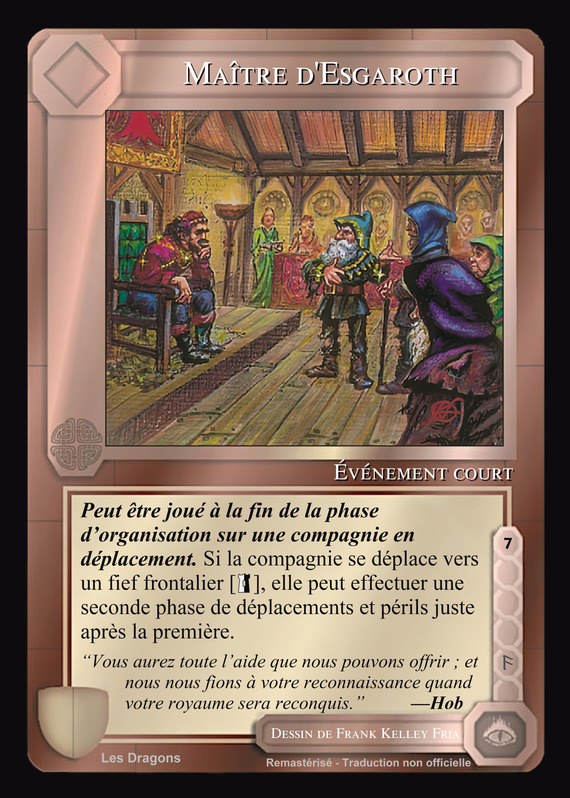 Maître d'Esgaroth
Événement court
Peut être joué à la fin de la phase
d’organisation sur une compagnie en
déplacement. Si la compagnie se déplace vers
un fief frontalier [ ], elle peut effectuer une
seconde phase de déplacements et périls juste
après la première.
7
“Vous aurez toute l’aide que nous pouvons offrir ; et
nous nous fions à votre reconnaissance quand
votre royaume sera reconquis.” —Hob
Dessin de Frank Kelley Fria
Les Dragons
Remastérisé - Traduction non officielle